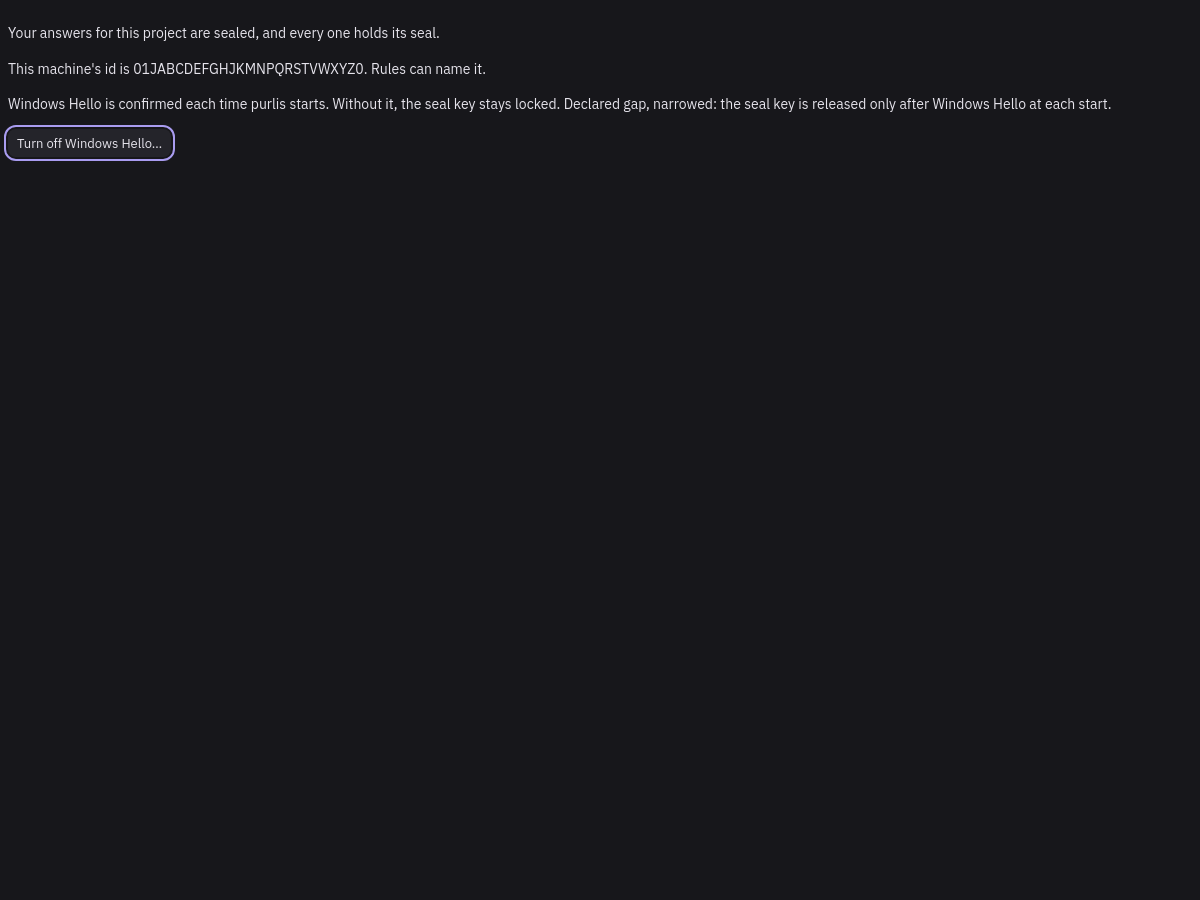 Your answers for this project are sealed, and every one holds its seal.
This machine's id is 01JABCDEFGHJKMNPQRSTVWXYZ0. Rules can name it.
Windows Hello is confirmed each time purlis starts. Without it, the seal key stays locked. Declared gap, narrowed: the seal key is released only after Windows Hello at each start.
Turn off Windows Hello...